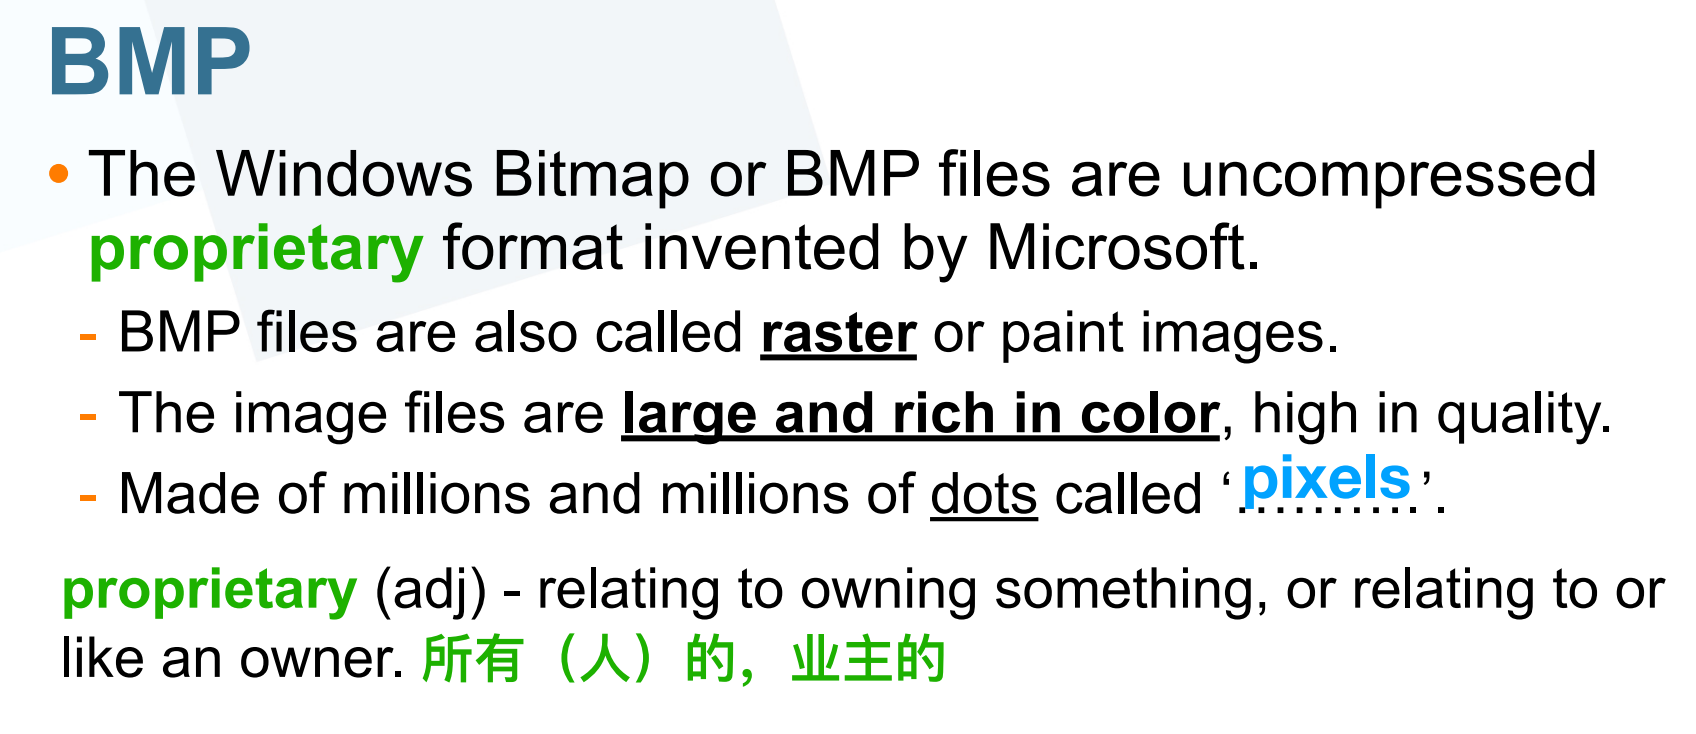 BMP
• The Windows Bitmap or BMP files are uncompressed
proprietary format invented by Microsoft.
- BMP files are also called raster or paint images.
- The image files are large and rich in color, high in quality.
- Made of millions and millions of dots called ‘pixels’.
proprietary (adj) - relating to owning something, or relating to or
like an owner. 所有（人）的，业主的